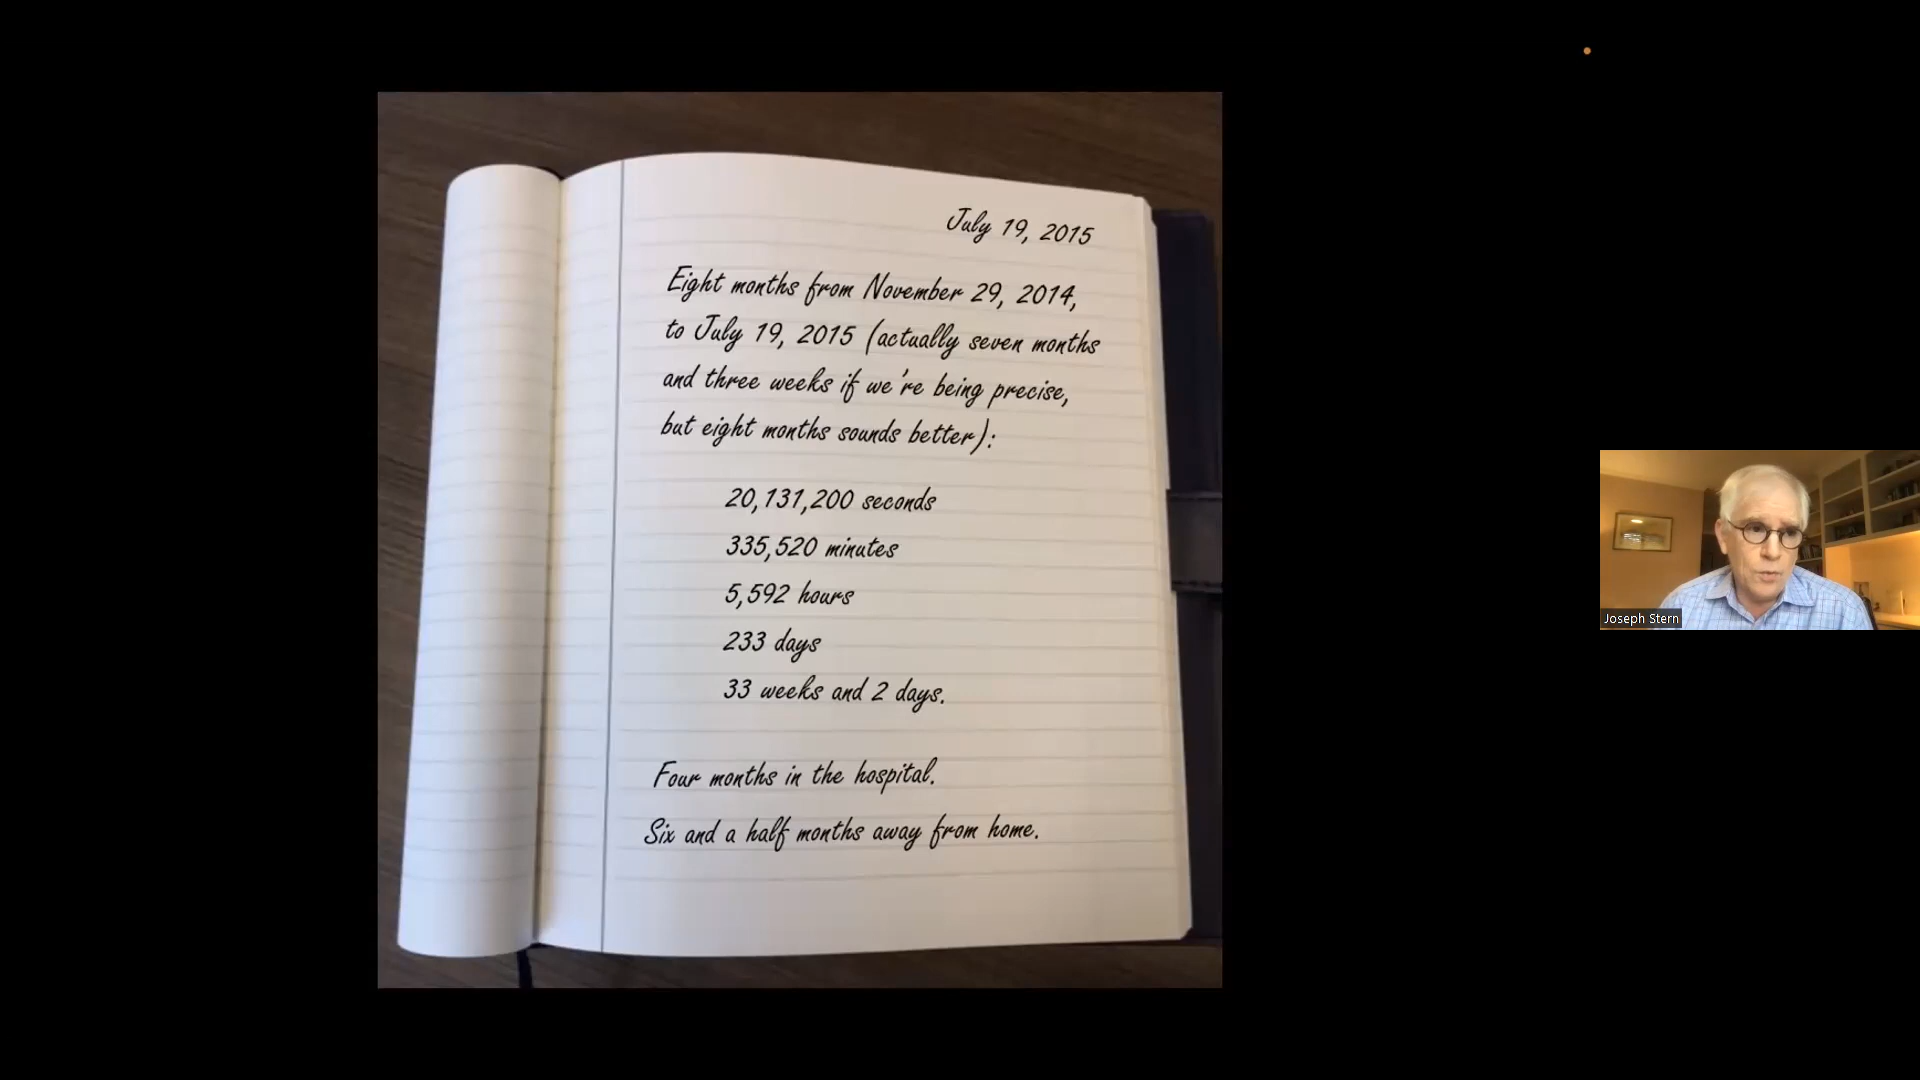 July 19, 2015
Eight months from November 29, 2014,
to July 19, 2015 (actually seven months
and three weeks if we're being precise,
but eight months sounds better):
20,131,200 seconds
335,520 minutes
5,592 hours
233 days
33 weeks and 2 days.
Four months in the hospital.
Six and a half months away from home.
Joseph Stern